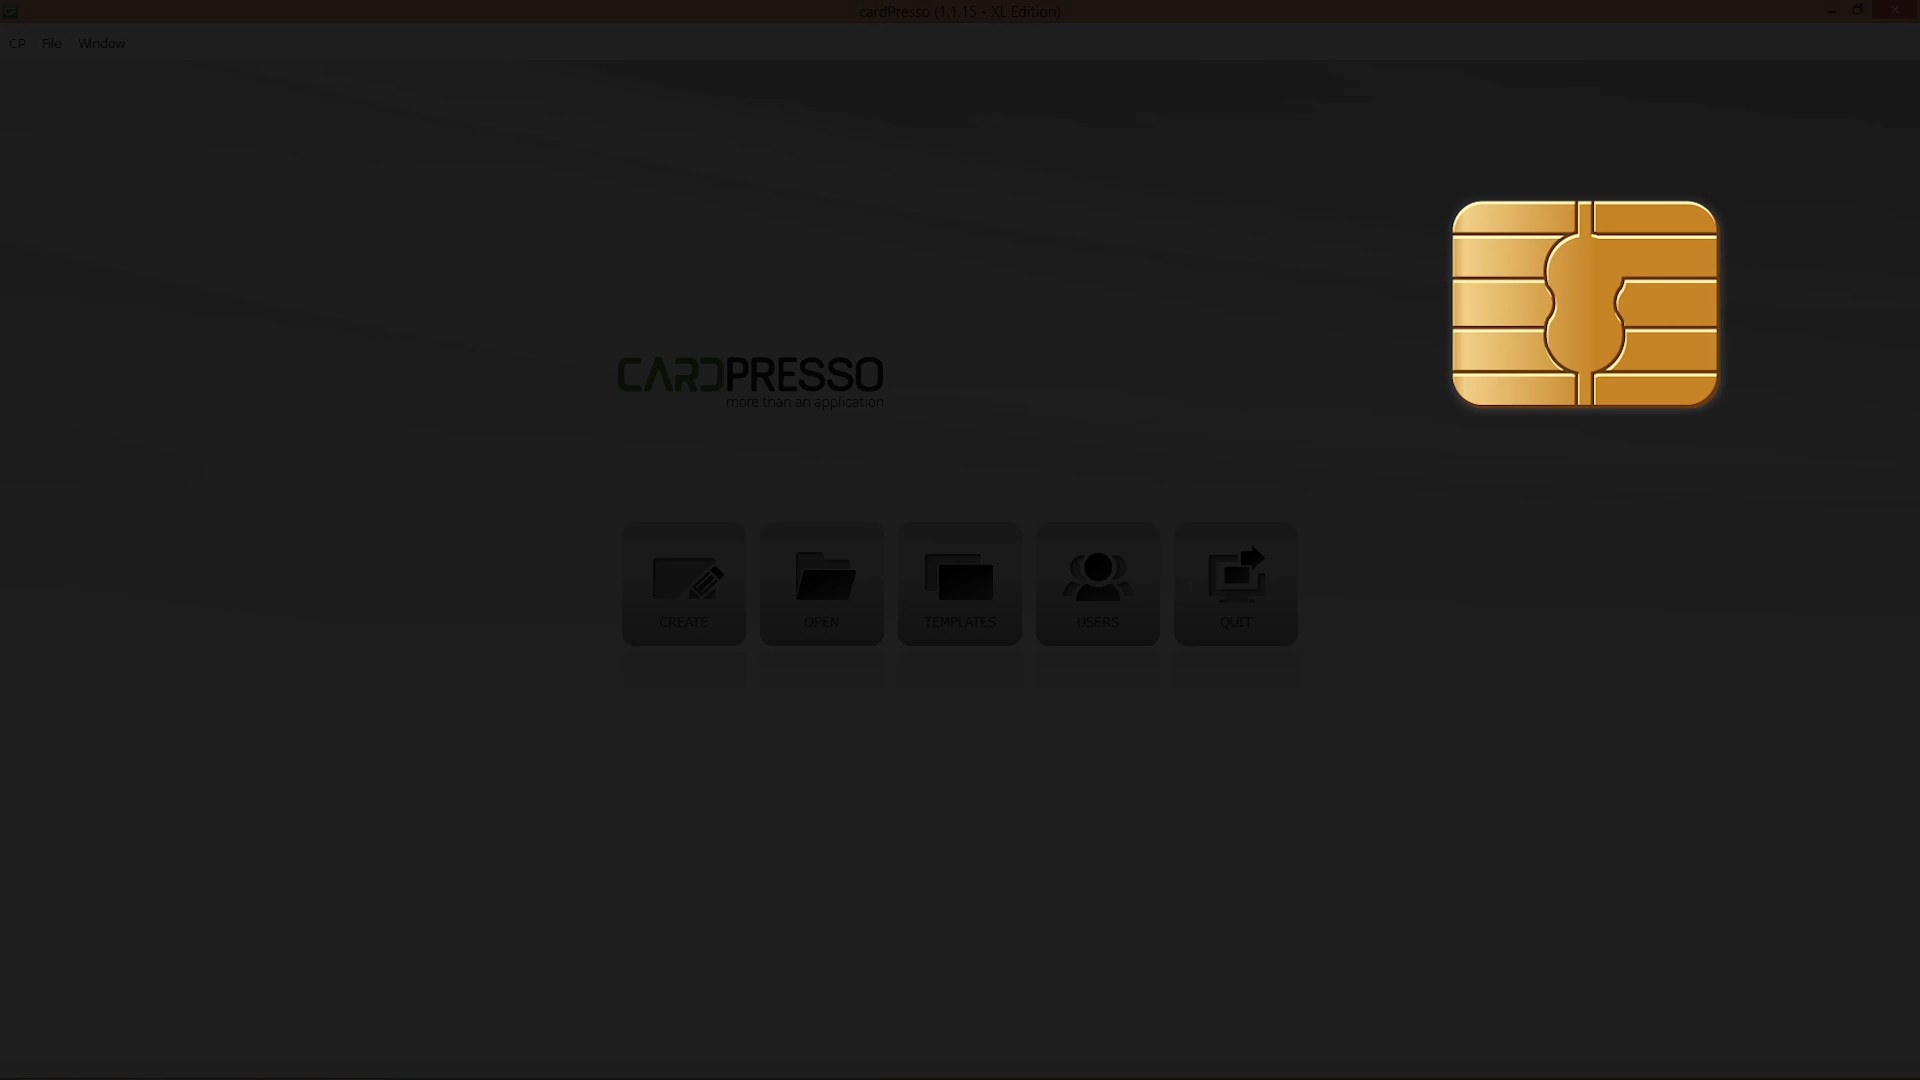 cardPresso (1.1.15 - XL Edition)
CP File Window
CARDPRESSO
more than an application
CREATE OPEN TEMPLATES USERS QUIT